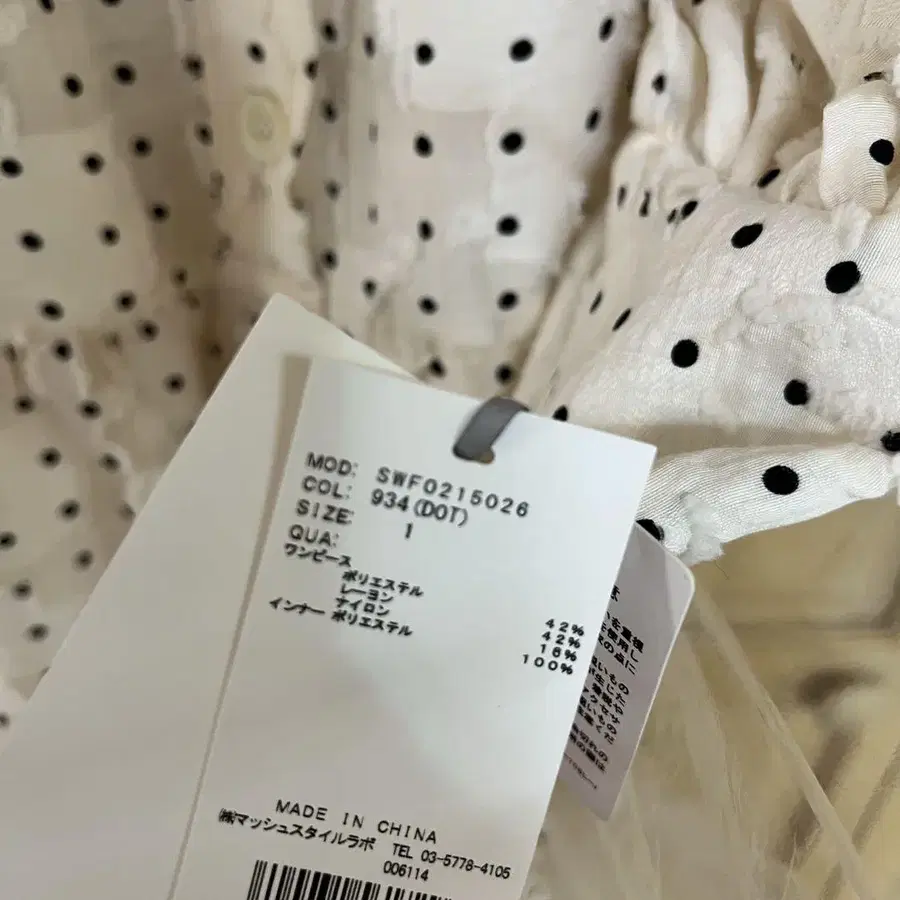 MOD: SWF0215026
COL: 934(DOT)
SIZE: 1
QUA:
ワンピース
ポリエステル 42%
レーヨン 42%
ナイロン 16%
インナー ポリエステル 100%
MADE IN CHINA
㈱マッシュスタイルラボ TEL 03-5778-4105
006114